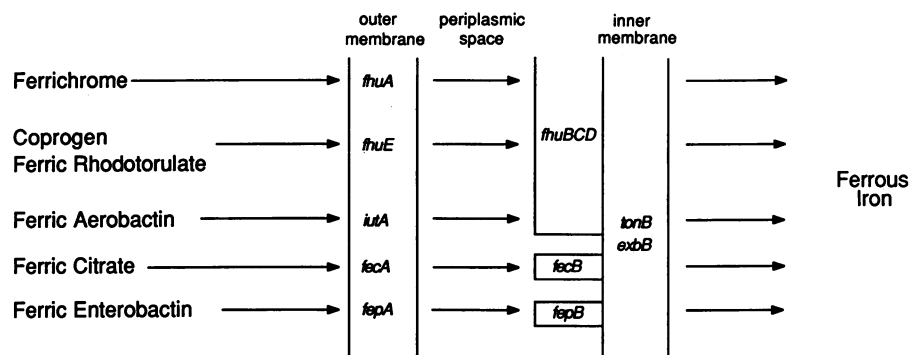 outer membrane
periplasmic space
inner membrane
Ferrichrome
fhuA
Coprogen
Ferric Rhodotorulate
fhuE
fhuBCD
Ferrous Iron
Ferric Aerobactin
iutA
tonB
exbB
Ferric Citrate
fecA
fecB
Ferric Enterobactin
fepA
fepB